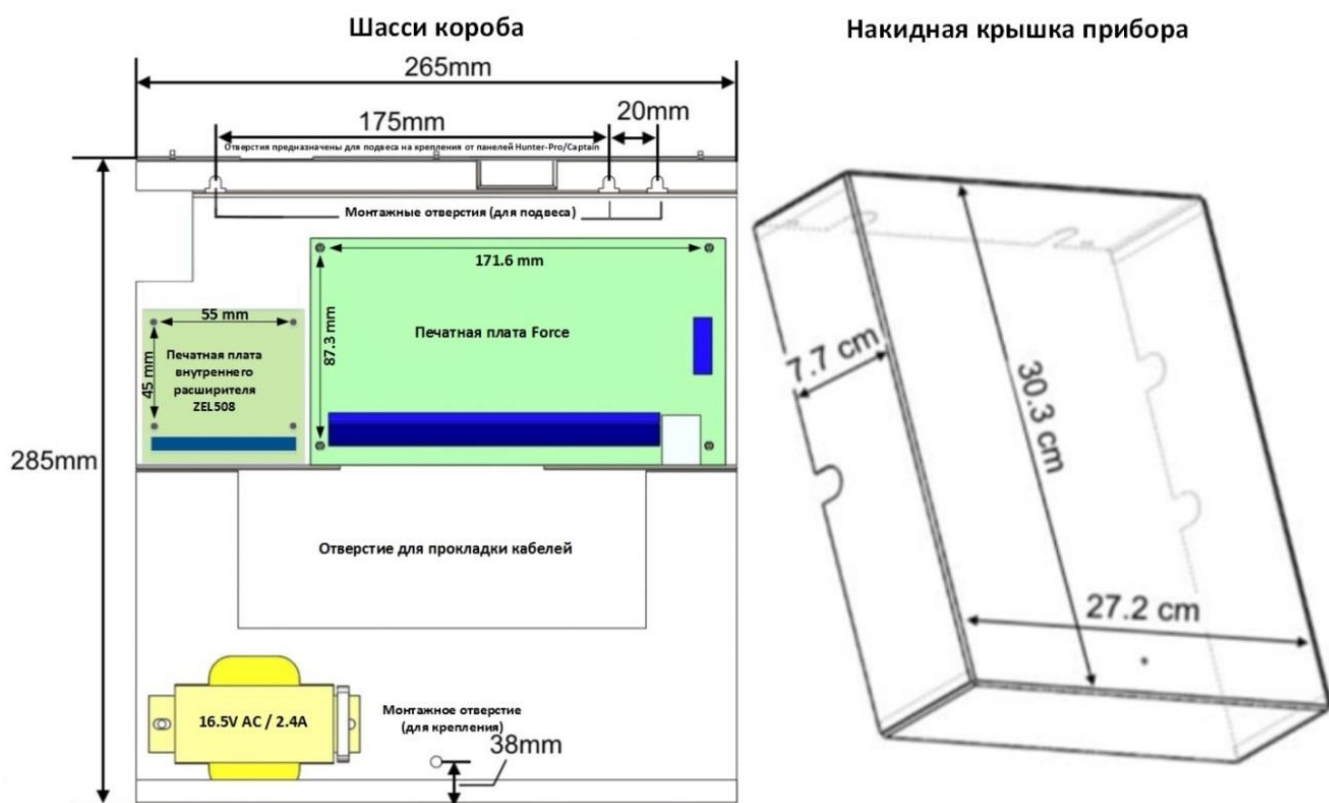 Шасси короба
Накидная крышка прибора
265mm
175mm
20mm
Отверстия предназначены для подвеса на крепления от панелей Hunter-Pro/Captain
Монтажные отверстия (для подвеса)
171.6 mm
87.3 mm
Печатная плата Force
55 mm
45 mm
Печатная плата
внутреннего
расширителя
ZEL508
285mm
Отверстие для прокладки кабелей
16.5V AC / 2.4A
Монтажное отверстие
(для крепления)
38mm
7.7 cm
30.3 cm
27.2 cm